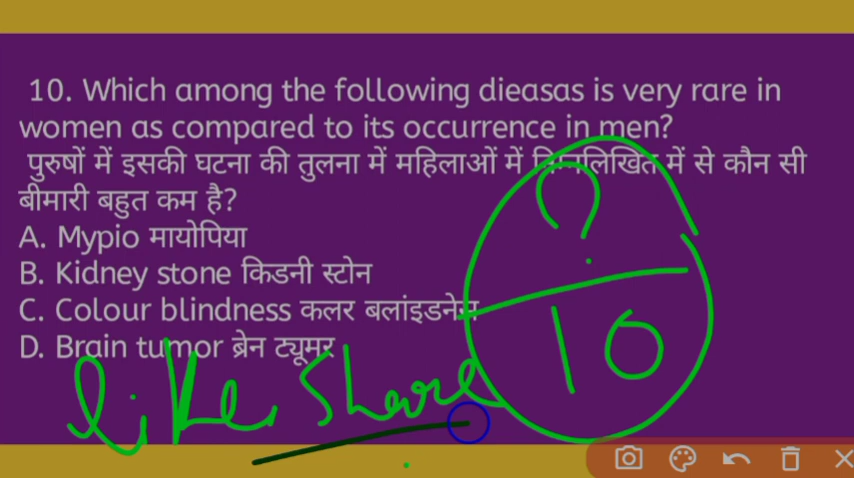 10. Which among the following dieasas is very rare in
women as compared to its occurrence in men?
पुरुषों में इसकी घटना की तुलना में महिलाओं में निम्नलिखित में से कौन सी
बीमारी बहुत कम है?
A. Mypio मायोपिया
B. Kidney stone किडनी स्टोन
C. Colour blindness कलर बलांइडनेस
D. Brain tumor ब्रेन ट्यूमर
?
10
like, Share